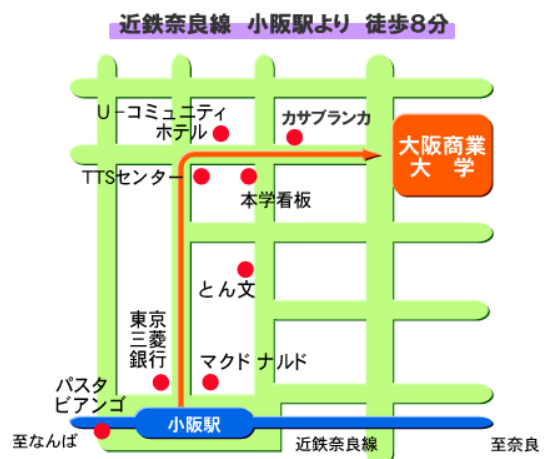 近鉄奈良線 小阪駅より 徒歩8分
U-コミュニティ
ホテル
カサブランカ
大阪商業
大 学
TTSセンター
本学看板
とん文
東京
三菱
銀行
マクドナルド
パスタ
ビアンゴ
小阪駅
至なんば
近鉄奈良線
至奈良